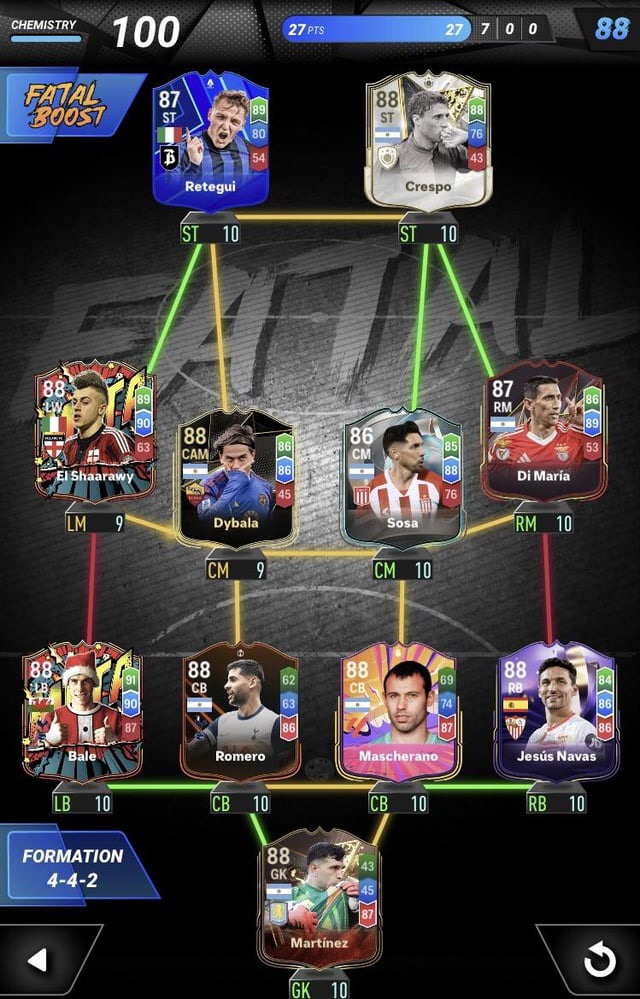 CHEMISTRY 100 27 PTS 27 7 0 0 88
FATAL
BOOST
87
ST
89
80
54
Retegui
88
ST
88
76
43
Crespo
ST 10
ST 10
FATAL
88
LW
89
90
63
El Shaarawy
88
CAM
86
86
45
Dybala
86
CM
85
88
76
Sosa
87
RM
86
89
53
Di María
LM 9
CM 9
CM 10
RM 10
88
LB
91
90
87
Bale
88
CB
62
63
86
Romero
88
CB
69
74
87
Mascherano
88
RB
84
86
86
Jesús Navas
LB 10
CB 10
CB 10
RB 10
88
GK
43
45
87
Martínez
GK 10
FORMATION
4-4-2